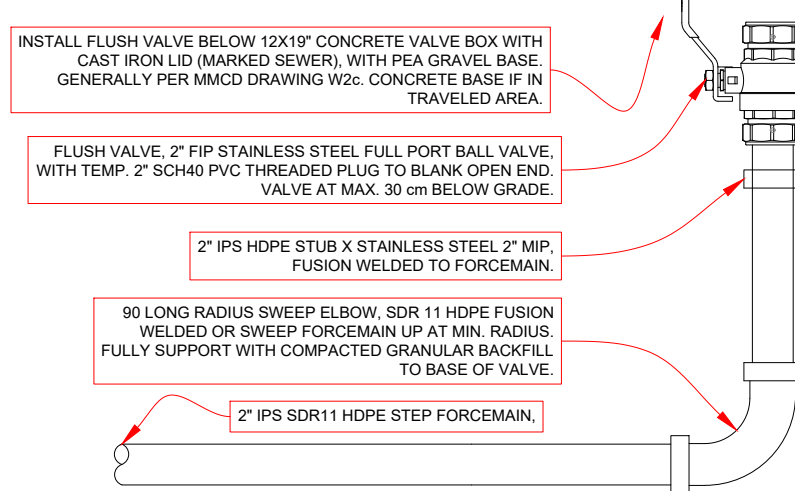 INSTALL FLUSH VALVE BELOW 12X19" CONCRETE VALVE BOX WITH
CAST IRON LID (MARKED SEWER), WITH PEA GRAVEL BASE.
GENERALLY PER MMCD DRAWING W2c. CONCRETE BASE IF IN
TRAVELED AREA.
FLUSH VALVE, 2" FIP STAINLESS STEEL FULL PORT BALL VALVE,
WITH TEMP. 2" SCH40 PVC THREADED PLUG TO BLANK OPEN END.
VALVE AT MAX. 30 cm BELOW GRADE.
2" IPS HDPE STUB X STAINLESS STEEL 2" MIP,
FUSION WELDED TO FORCEMAIN.
90 LONG RADIUS SWEEP ELBOW, SDR 11 HDPE FUSION
WELDED OR SWEEP FORCEMAIN UP AT MIN. RADIUS.
FULLY SUPPORT WITH COMPACTED GRANULAR BACKFILL
TO BASE OF VALVE.
2" IPS SDR11 HDPE STEP FORCEMAIN,